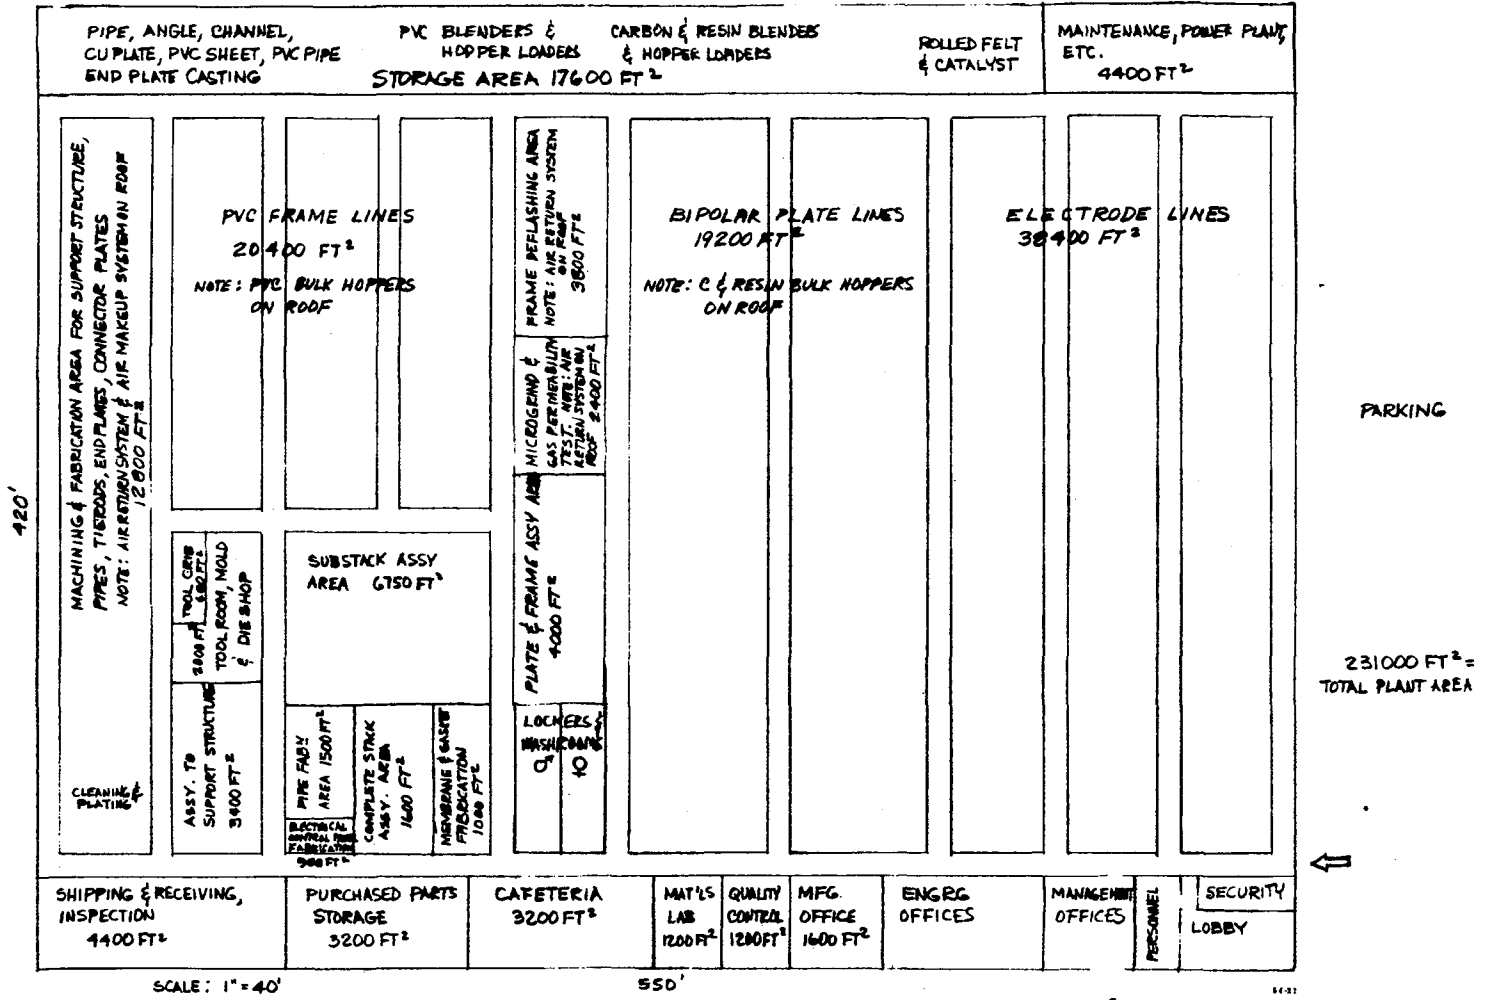 PIPE, ANGLE, CHANNEL,
CU PLATE, PVC SHEET, PVC PIPE
END PLATE CASTING
PVC BLENDERS &
HOPPER LOADERS
CARBON & RESIN BLENDERS
& HOPPER LOADERS
STORAGE AREA 17600 FT²
ROLLED FELT
& CATALYST
MAINTENANCE, POWER PLANT,
ETC.
4400 FT²
MACHINING & FABRICATION AREA FOR SUPPORT STRUCTURE,
PIPES, TIERODS, END PLATES, CONNECTOR PLATES
NOTE: AIR RETURN SYSTEM & AIR MAKEUP SYSTEM ON ROOF
12800 FT²
CLEANING &
PLATING
PVC FRAME LINES
20400 FT²
NOTE: PVC BULK HOPPERS
ON ROOF
FRAME DEFLASHING AREA
NOTE: AIR RETURN SYSTEM
ON ROOF
3800 FT²
MICROGRIND &
GAS PERMEABILITY
TEST. NOTE: AIR
RETURN SYSTEM ON
ROOF 2400 FT²
PLATE & FRAME ASSY AREA
4000 FT²
LOCKERS &
WASHROOMS
♂ ♀
BIPOLAR PLATE LINES
19200 FT²
NOTE: C & RESIN BULK HOPPERS
ON ROOF
ELECTRODE LINES
38400 FT²
TOOL CRIB
FT²
2800 FT²
TOOL ROOM, MOLD
& DIE SHOP
ASSY. TO
SUPPORT STRUCTURE
3400 FT²
SUBSTACK ASSY
AREA 6750 FT²
PIPE FAB'N
AREA 1500 FT²
ELECTRICAL
CONTROL
FABRICATION
FT²
COMPLETE STACK
ASSY. AREA
1600 FT²
MEMBRANE & GASKET
FABRICATION
FT²
SHIPPING & RECEIVING,
INSPECTION
4400 FT²
PURCHASED PARTS
STORAGE
3200 FT²
CAFETERIA
3200 FT²
MAT'LS
LAB
1200 FT²
QUALITY
CONTROL
1200 FT²
MFG.
OFFICE
1600 FT²
ENGRG
OFFICES
MANAGEMENT
OFFICES
PERSONNEL
SECURITY
LOBBY
420'
550'
SCALE: 1" = 40'
PARKING
231000 FT² =
TOTAL PLANT AREA